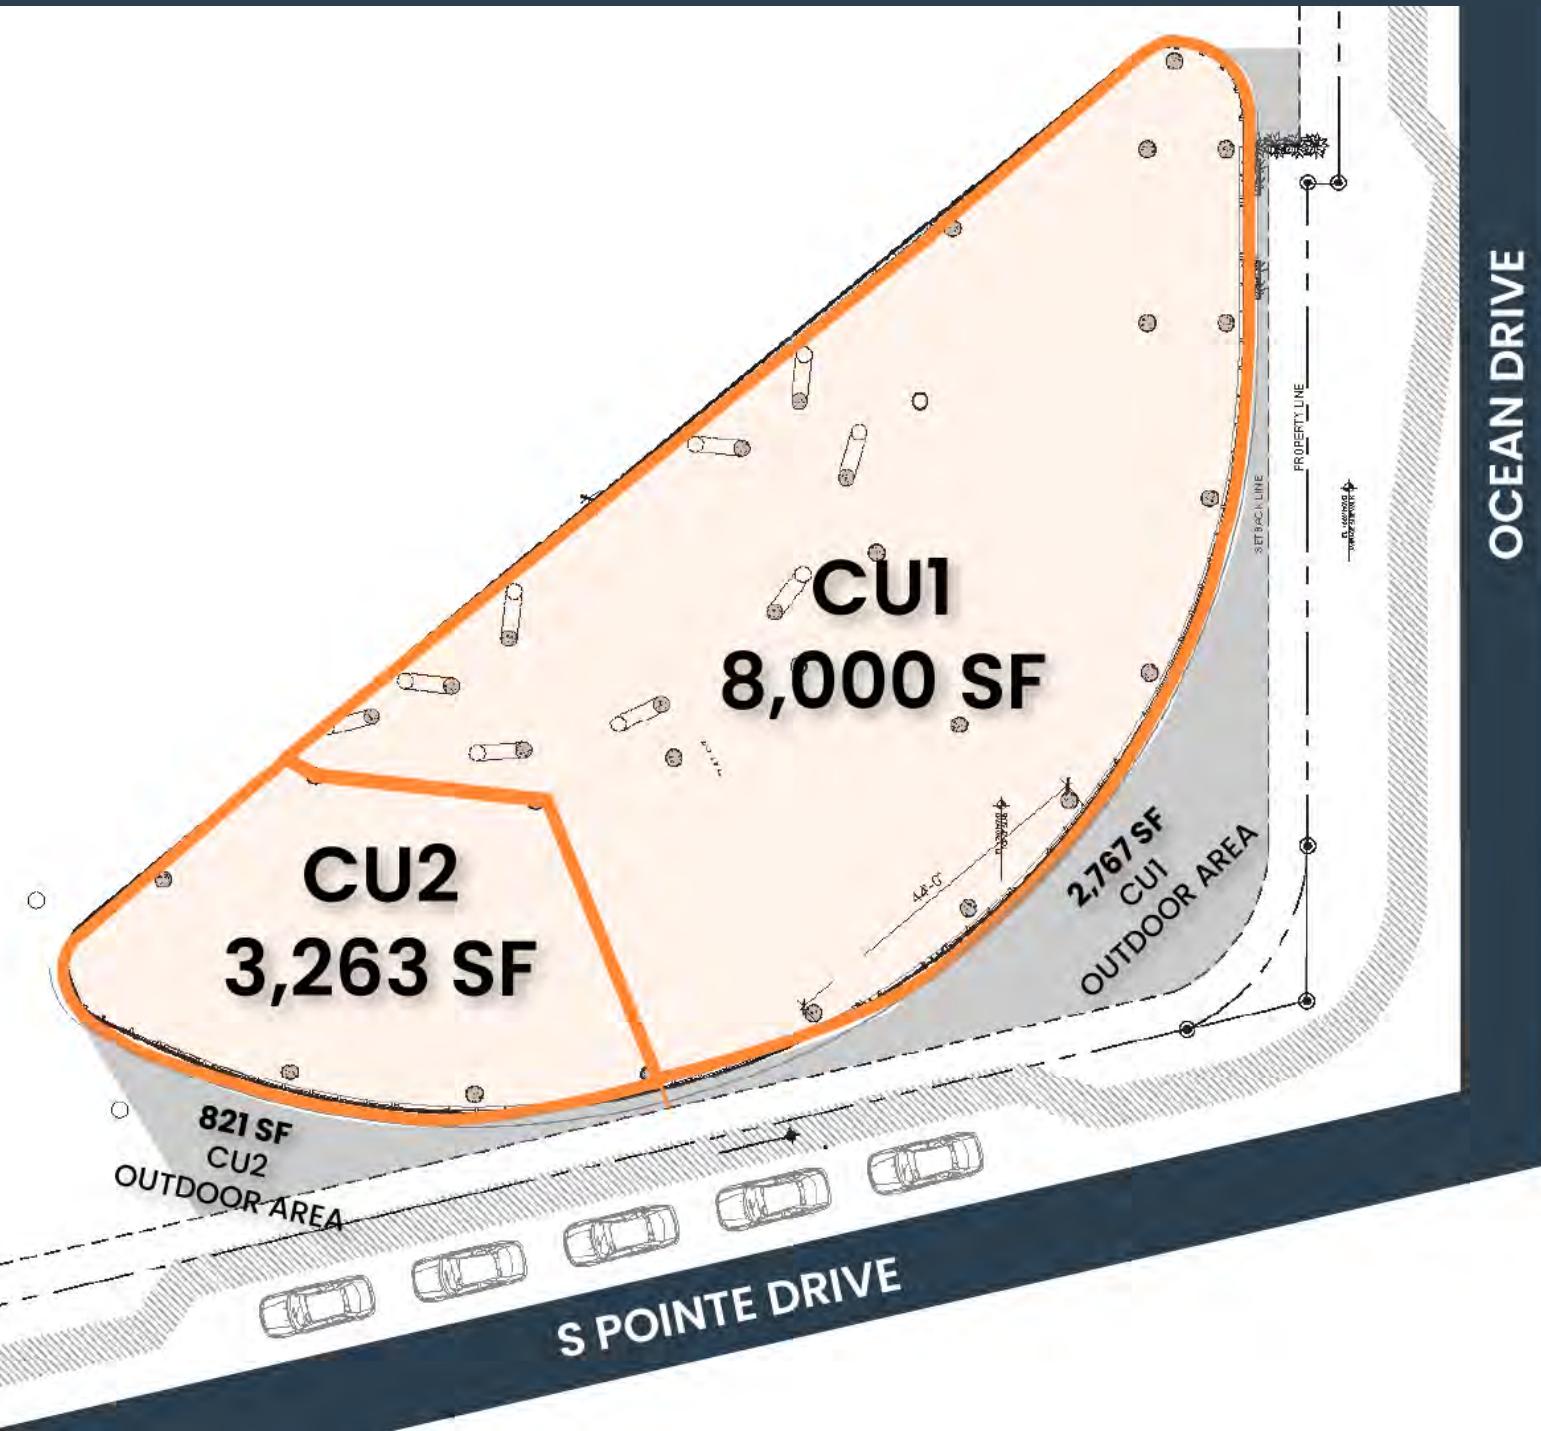 OCEAN DRIVE
PROPERTY LINE
SETBACK LINE
CU1
8,000 SF
CU2
3,263 SF
44'-0"
2,767 SF
CU1
OUTDOOR AREA
821 SF
CU2
OUTDOOR AREA
S POINTE DRIVE